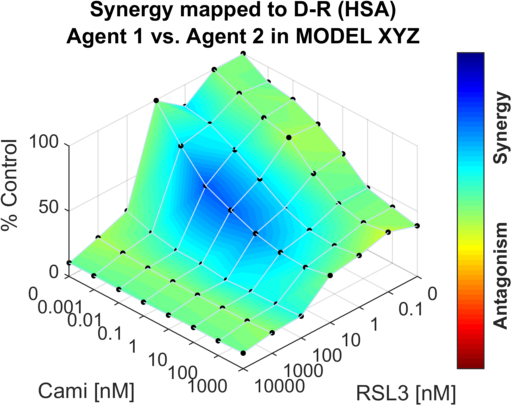 Synergy mapped to D-R (HSA)
Agent 1 vs. Agent 2 in MODEL XYZ
% Control
100
50
0
0
0.001
0.01
0.1
1
10
100
1000
Cami [nM]
0
1
10
100
1000
10000
RSL3 [nM]
Synergy
Antagonism